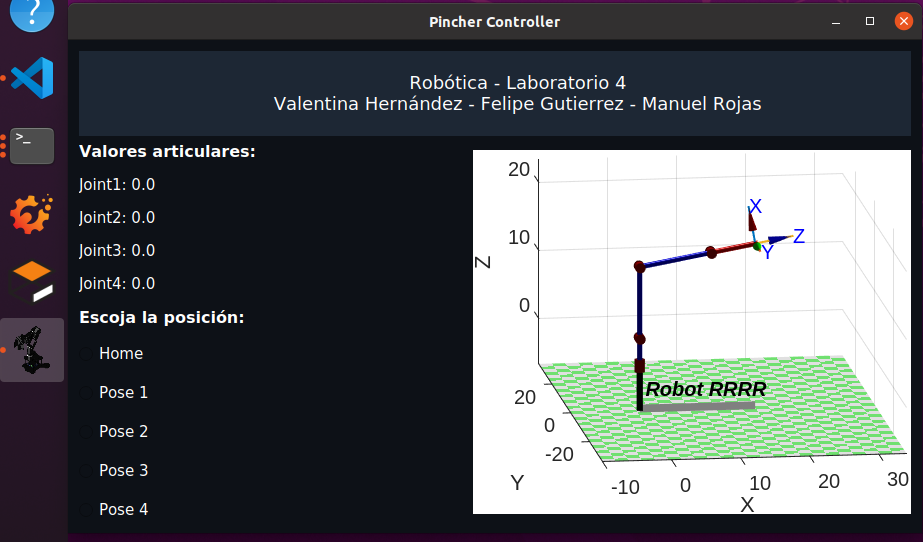 Pincher Controller
Robótica - Laboratorio 4
Valentina Hernández - Felipe Gutierrez - Manuel Rojas
Valores articulares:
Joint1: 0.0
Joint2: 0.0
Joint3: 0.0
Joint4: 0.0
Escoja la posición:
Home
Pose 1
Pose 2
Pose 3
Pose 4
20
10
0
Z
X
Z
Y
Robot RRRR
20
0
-20
Y
-10
0
10
20
30
X
?
>_